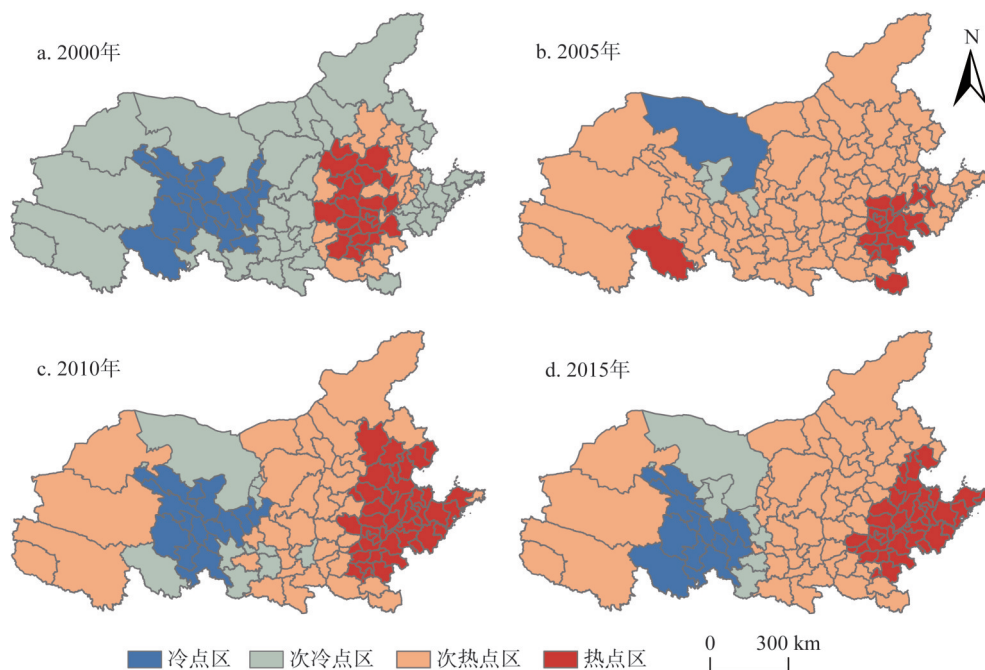 a. 2000年
b. 2005年
N
c. 2010年
d. 2015年
冷点区 次冷点区 次热点区 热点区
0 300 km